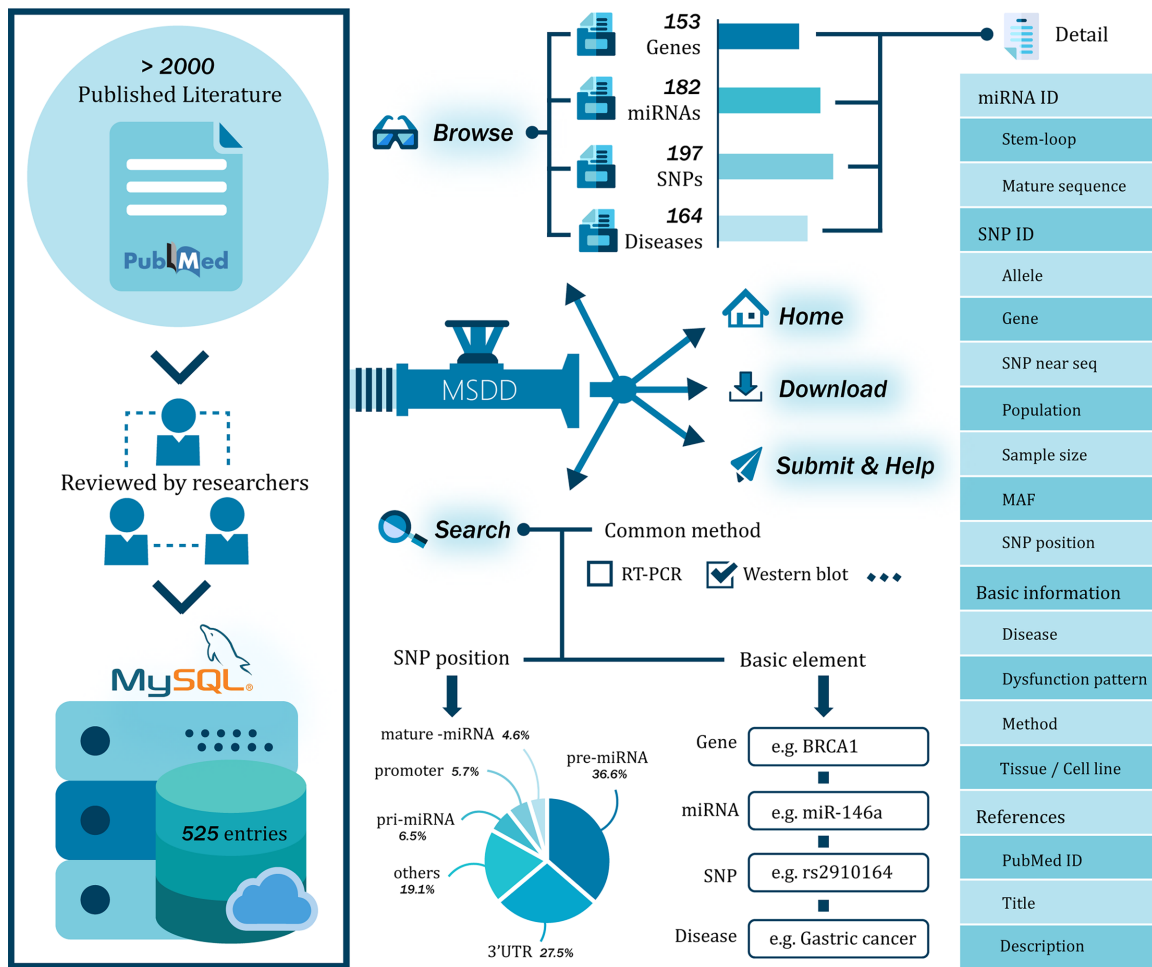 > 2000
Published Literature
PubMed
Reviewed by researchers
MySQL®
525 entries
Browse
153
Genes
182
miRNAs
197
SNPs
164
Diseases
MSDD
Home
Download
Submit & Help
Search
Common method
RT-PCR
Western blot
SNP position
Basic element
mature -miRNA 4.6%
promoter 5.7%
pri-miRNA
6.5%
others
19.1%
3'UTR 27.5%
pre-miRNA
36.6%
Gene
e.g. BRCA1
miRNA
e.g. miR-146a
SNP
e.g. rs2910164
Disease
e.g. Gastric cancer
Detail
miRNA ID
Stem-loop
Mature sequence
SNP ID
Allele
Gene
SNP near seq
Population
Sample size
MAF
SNP position
Basic information
Disease
Dysfunction pattern
Method
Tissue / Cell line
References
PubMed ID
Title
Description